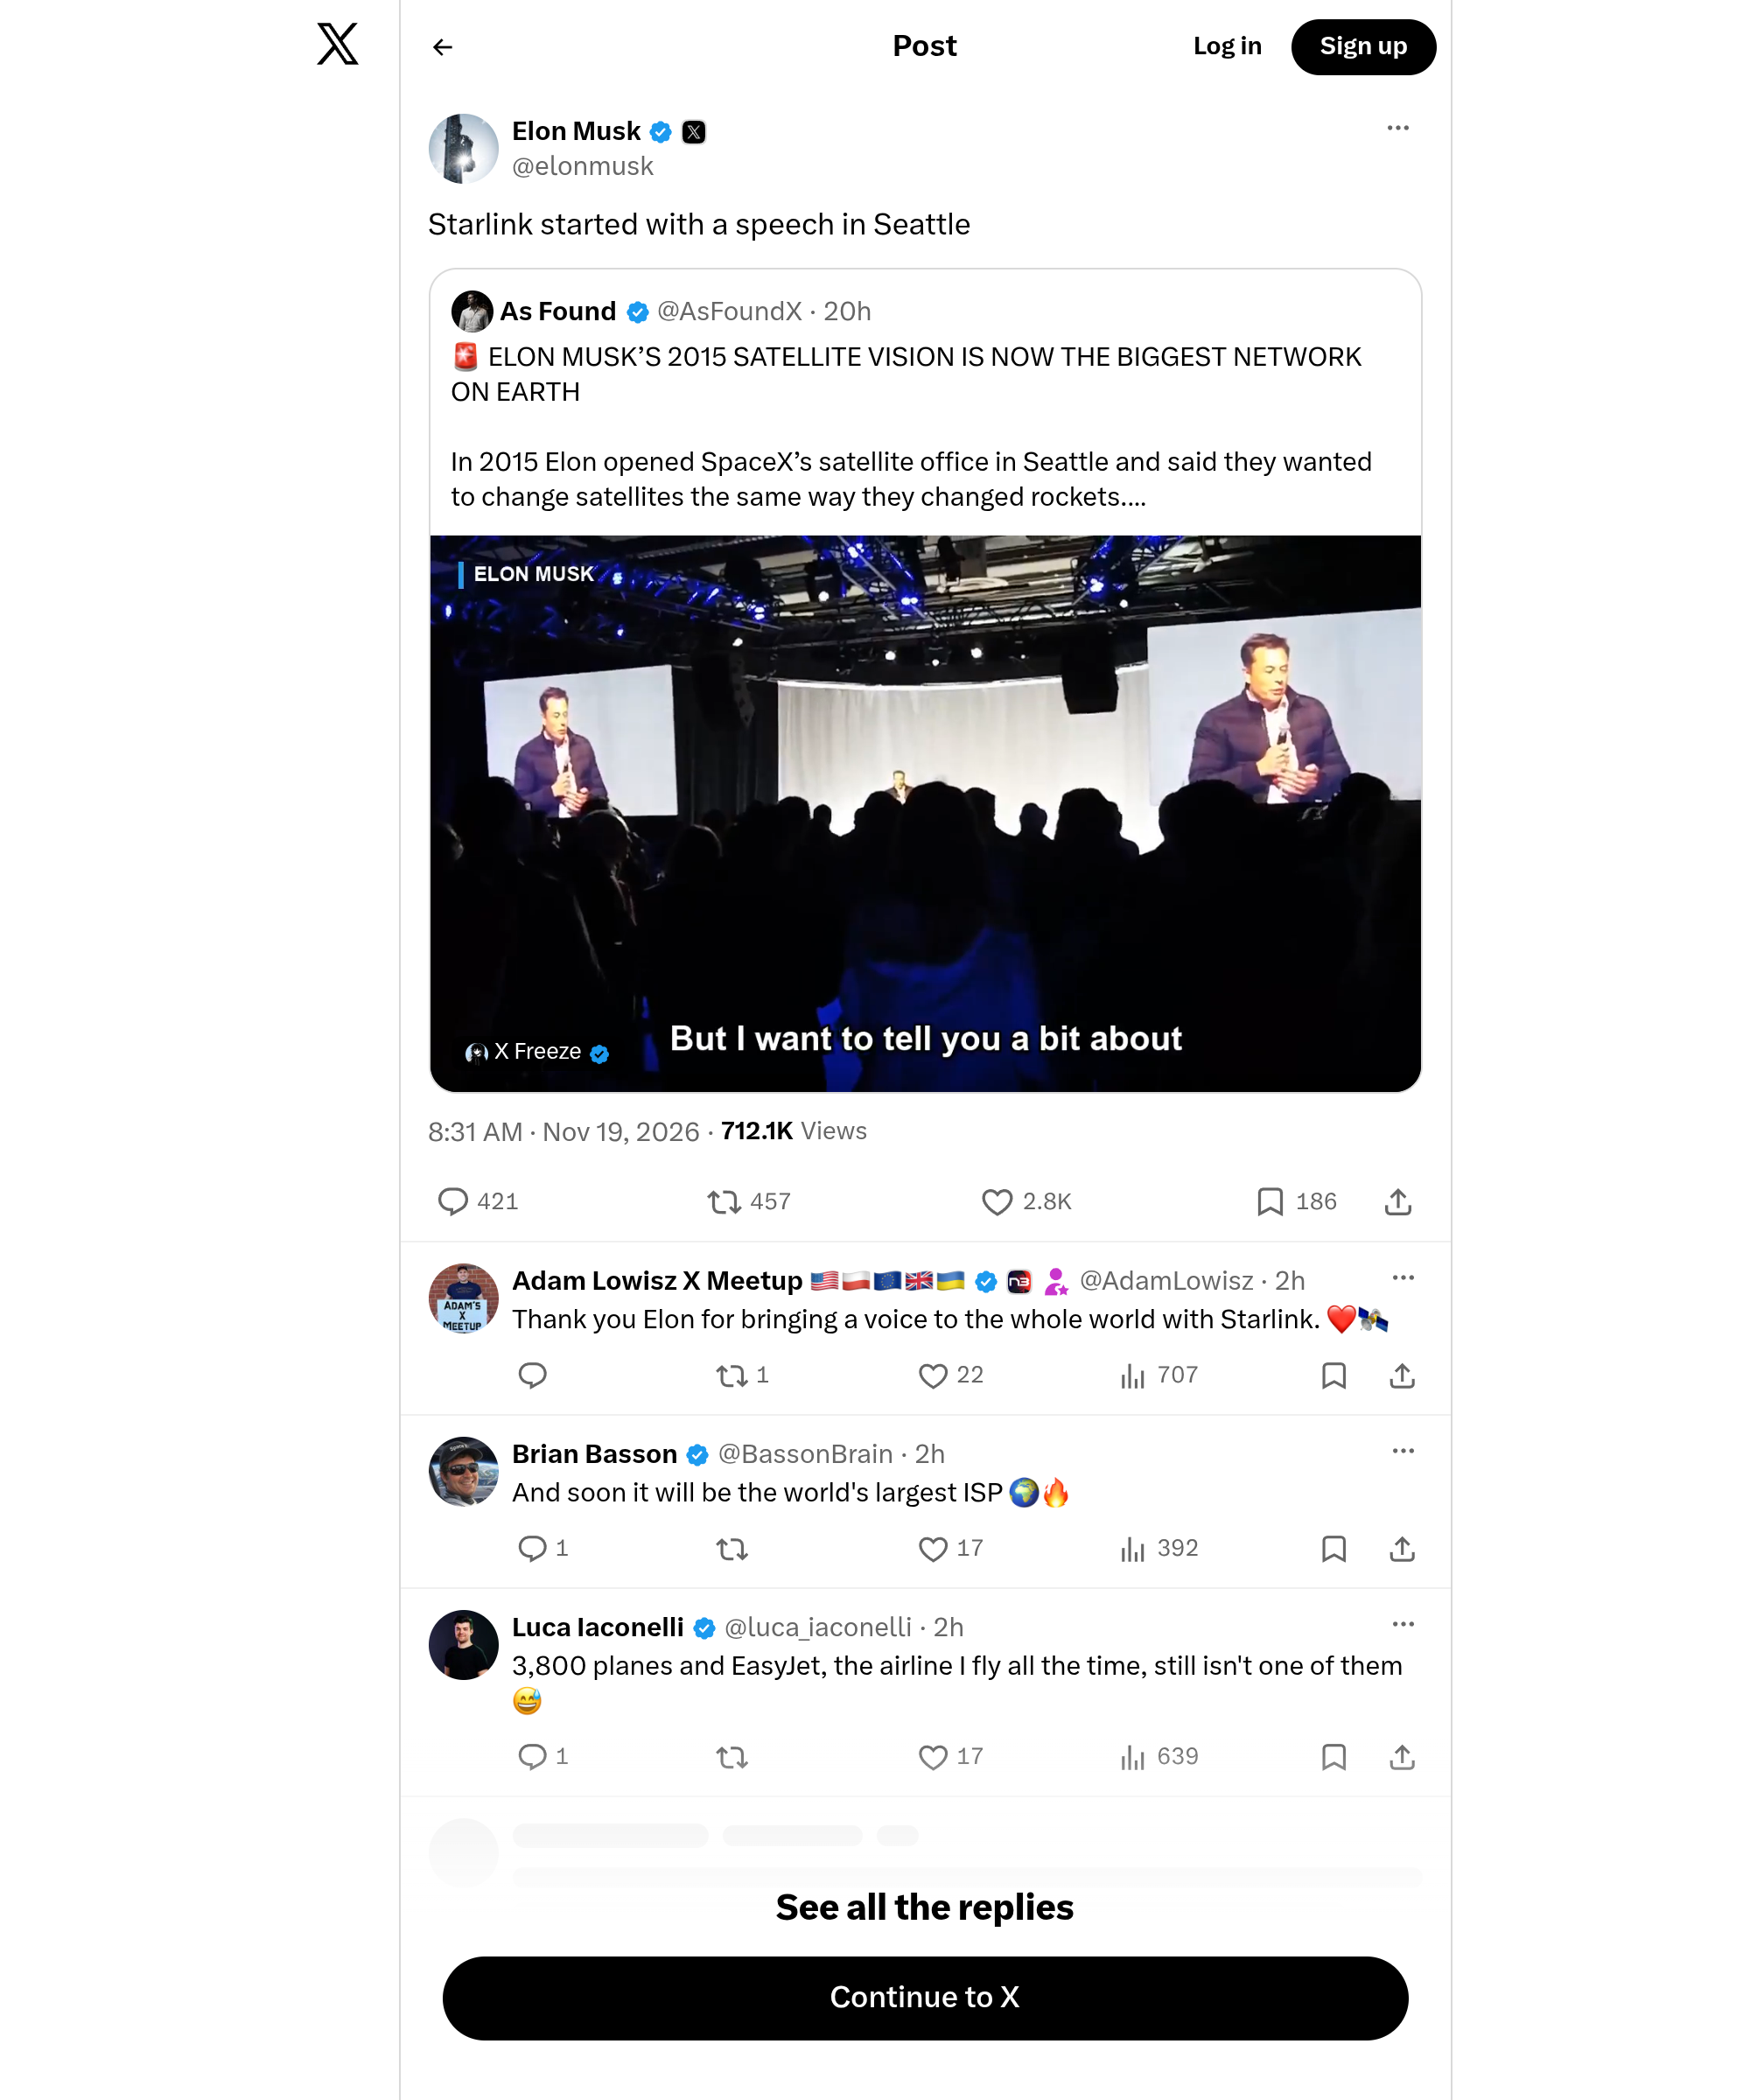 Post
Log in
Sign up
Elon Musk
@elonmusk
Starlink started with a speech in Seattle
As Found @AsFoundX · 20h
🚨 ELON MUSK’S 2015 SATELLITE VISION IS NOW THE BIGGEST NETWORK
ON EARTH
In 2015 Elon opened SpaceX’s satellite office in Seattle and said they wanted
to change satellites the same way they changed rockets....
ELON MUSK
But I want to tell you a bit about
X Freeze
8:31 AM · Nov 19, 2026 · 712.1K Views
421 457 2.8K 186
Adam Lowisz X Meetup 🇺🇸🇵🇱🇪🇺🇬🇧🇺🇦 @AdamLowisz · 2h
ADAM'S
X
MEETUP
Thank you Elon for bringing a voice to the whole world with Starlink. ❤️🛰️
1 22 707
Brian Basson @BassonBrain · 2h
And soon it will be the world's largest ISP 🌍🔥
1 17 392
Luca Iaconelli @luca_iaconelli · 2h
3,800 planes and EasyJet, the airline I fly all the time, still isn't one of them
😅
1 17 639
See all the replies
Continue to X